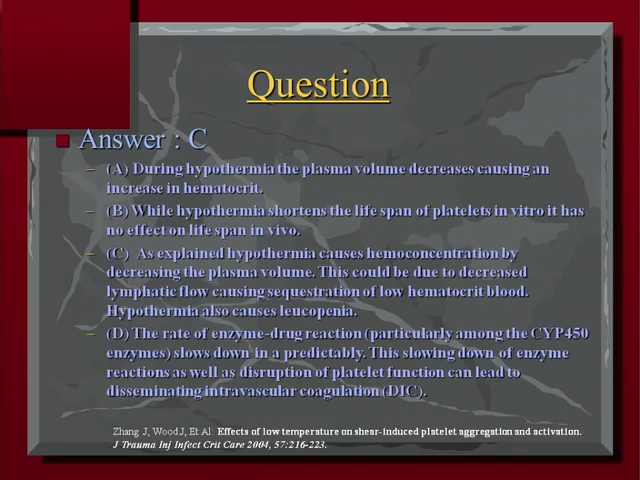 Question
Answer : C
– (A) During hypothermia the plasma volume decreases causing an
increase in hematocrit.
– (B) While hypothermia shortens the life span of platelets in vitro it has
no effect on life span in vivo.
– (C) As explained hypothermia causes hemoconcentration by
decreasing the plasma volume. This could be due to decreased
lymphatic flow causing sequestration of low hematocrit blood.
Hypothermia also causes leucopenia.
– (D) The rate of enzyme-drug reaction (particularly among the CYP450
enzymes) slows down in a predictably. This slowing down of enzyme
reactions as well as disruption of platelet function can lead to
disseminating intravascular coagulation (DIC).
Zhang J, Wood J, Et Al: Effects of low temperature on shear-induced platelet aggregation and activation.
J Trauma Inj Infect Crit Care 2004, 57:216-223.